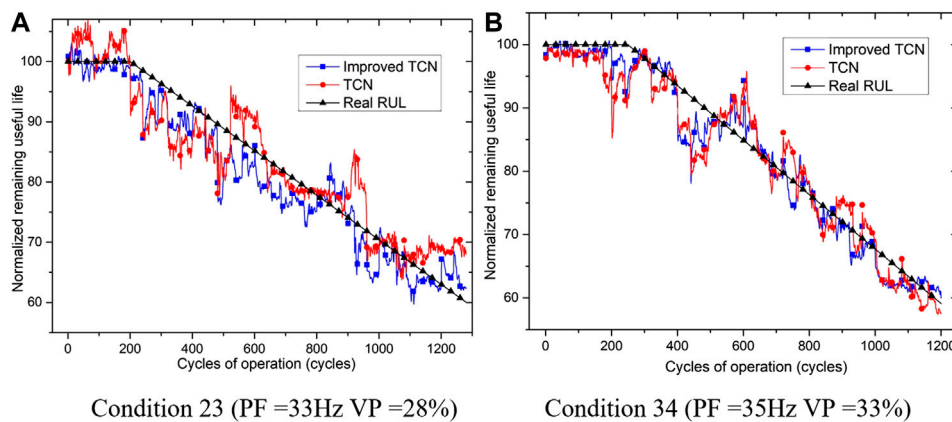 A
Normalized remaining useful life
100
90
80
70
60
0
200
400
600
800
1000
1200
Cycles of operation (cycles)
Improved TCN
TCN
Real RUL
Condition 23 (PF =33Hz VP =28%)
B
Normalized remaining useful life
100
90
80
70
60
0
200
400
600
800
1000
1200
Cycles of operation (cycles)
Improved TCN
TCN
Real RUL
Condition 34 (PF =35Hz VP =33%)